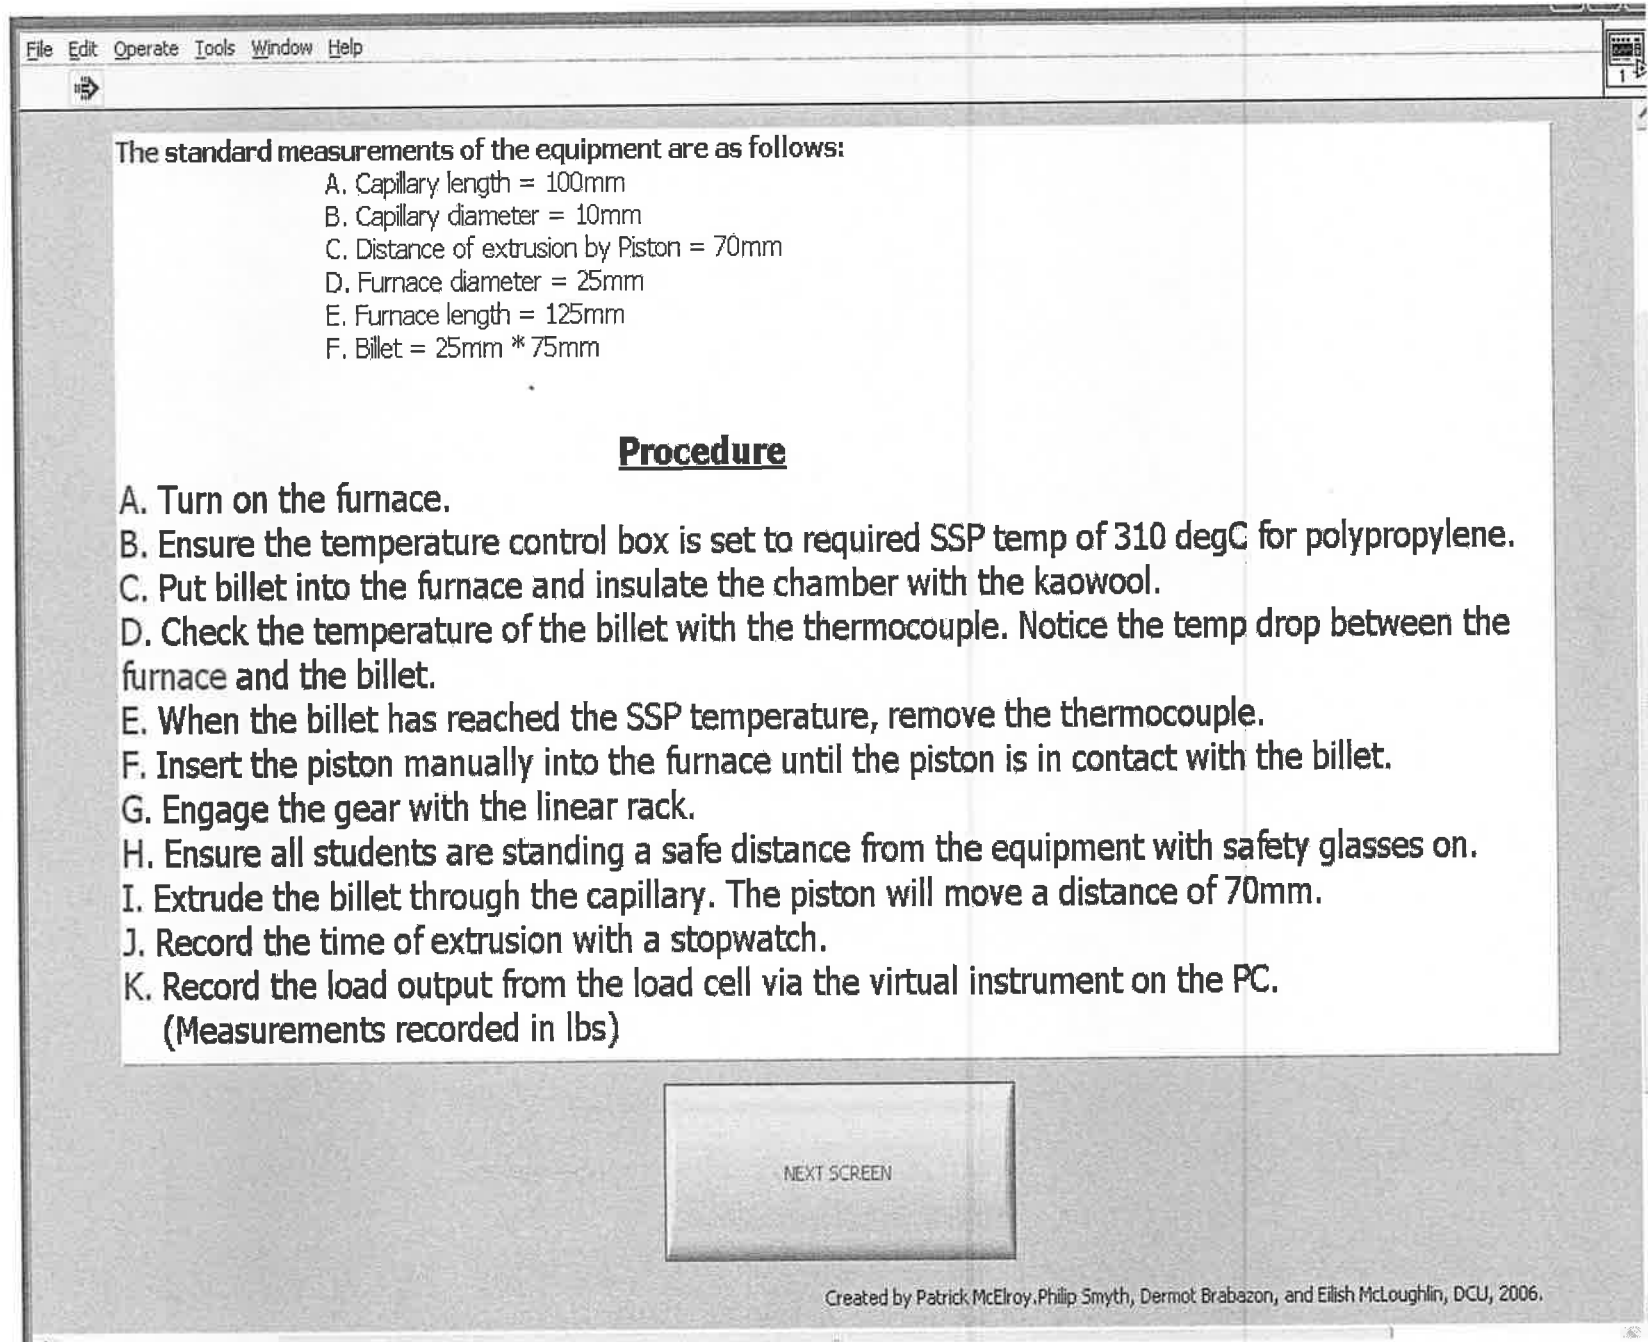 File Edit Operate Tools Window Help
1
The standard measurements of the equipment are as follows:
A. Capillary length = 100mm
B. Capillary diameter = 10mm
C. Distance of extrusion by Piston = 70mm
D. Furnace diameter = 25mm
E. Furnace length = 125mm
F. Billet = 25mm * 75mm
Procedure
A. Turn on the furnace.
B. Ensure the temperature control box is set to required SSP temp of 310 degC for polypropylene.
C. Put billet into the furnace and insulate the chamber with the kaowool.
D. Check the temperature of the billet with the thermocouple. Notice the temp drop between the
furnace and the billet.
E. When the billet has reached the SSP temperature, remove the thermocouple.
F. Insert the piston manually into the furnace until the piston is in contact with the billet.
G. Engage the gear with the linear rack.
H. Ensure all students are standing a safe distance from the equipment with safety glasses on.
I. Extrude the billet through the capillary. The piston will move a distance of 70mm.
J. Record the time of extrusion with a stopwatch.
K. Record the load output from the load cell via the virtual instrument on the PC.
(Measurements recorded in lbs)
NEXT SCREEN
Created by Patrick McElroy.Philip Smyth, Dermot Brabazon, and Eilish McLoughlin, DCU, 2006.